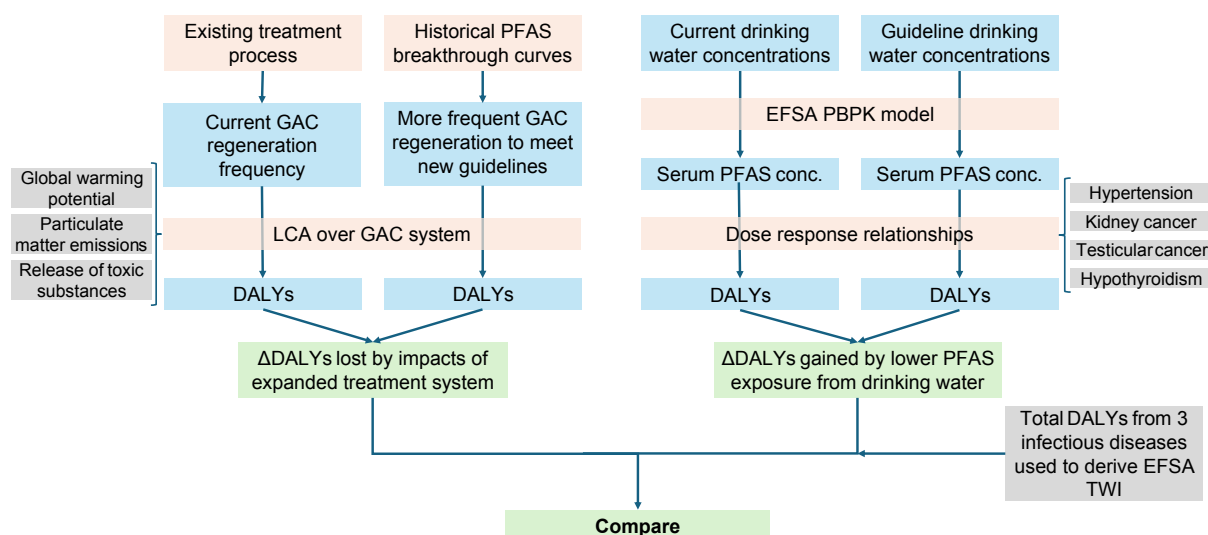 Existing treatment
process
Historical PFAS
breakthrough curves
Current drinking
water concentrations
Guideline drinking
water concentrations
Current GAC
regeneration
frequency
More frequent GAC
regeneration to meet
new guidelines
EFSA PBPK model
Serum PFAS conc.
Serum PFAS conc.
Global warming
potential
Particulate
matter emissions
Release of toxic
substances
LCA over GAC system
Dose response relationships
Hypertension
Kidney cancer
Testicular cancer
Hypothyroidism
DALYs
DALYs
DALYs
DALYs
ΔDALYs lost by impacts of
expanded treatment system
ΔDALYs gained by lower PFAS
exposure from drinking water
Total DALYs from 3
infectious diseases
used to derive EFSA
TWI
Compare